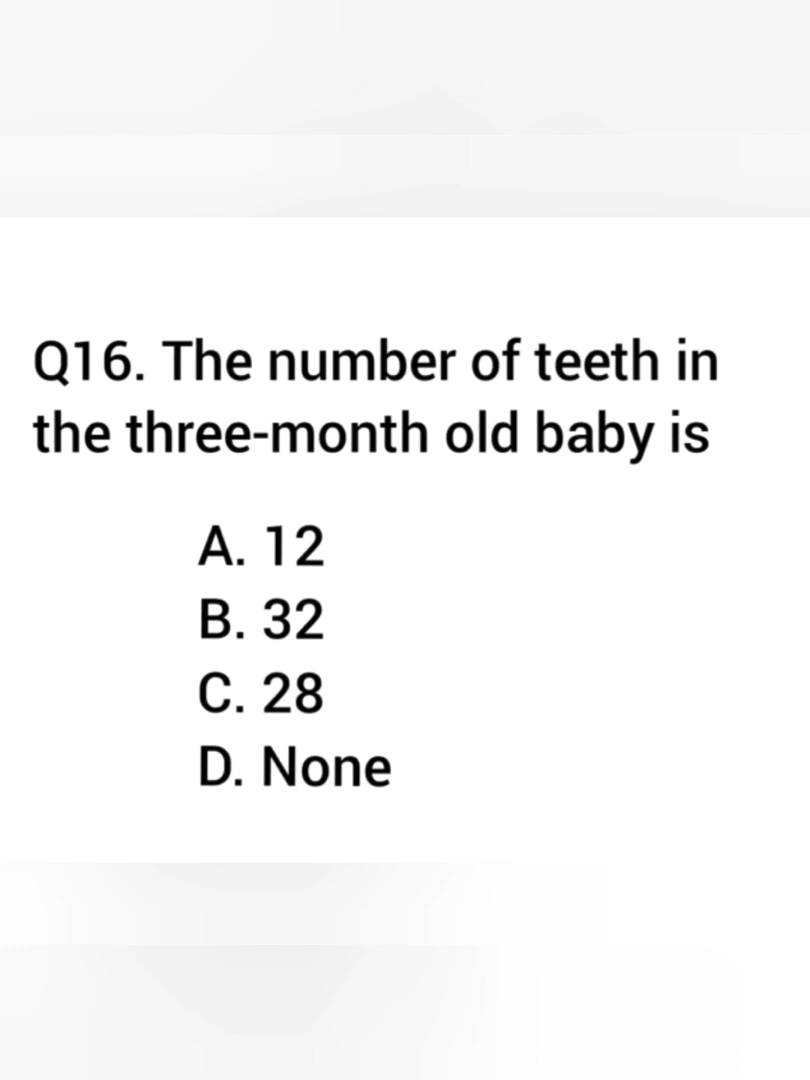 Q16. The number of teeth in
the three-month old baby is
A. 12
B. 32
C. 28
D. None